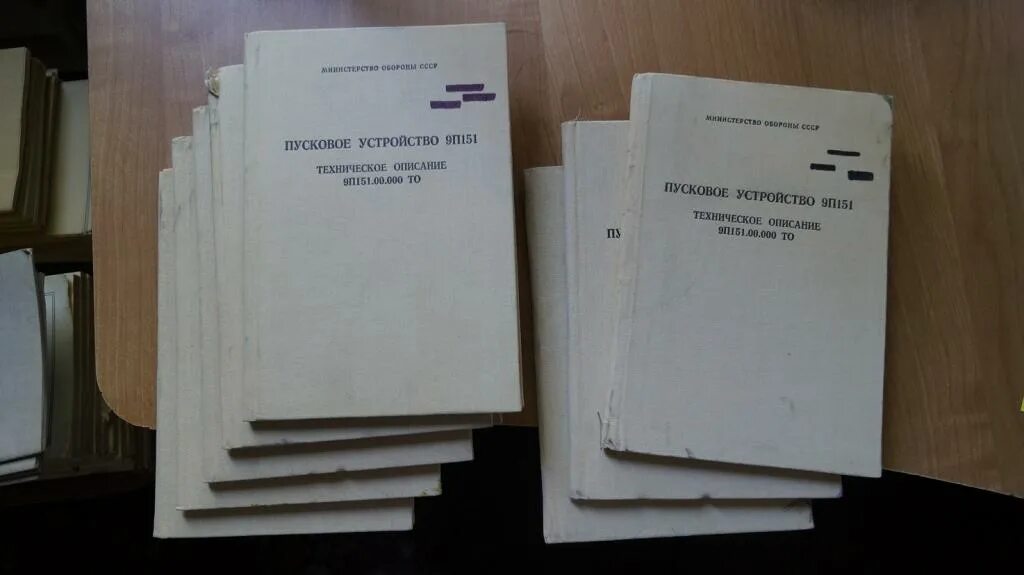 МИНИСТЕРСТВО ОБОРОНЫ СССР
ПУСКОВОЕ УСТРОЙСТВО 9П151
ТЕХНИЧЕСКОЕ ОПИСАНИЕ
9П151.00.000 ТО
МИНИСТЕРСТВО ОБОРОНЫ СССР
ПУСКОВОЕ УСТРОЙСТВО 9П151
ТЕХНИЧЕСКОЕ ОПИСАНИЕ
9П151.00.000 ТО
ПУ